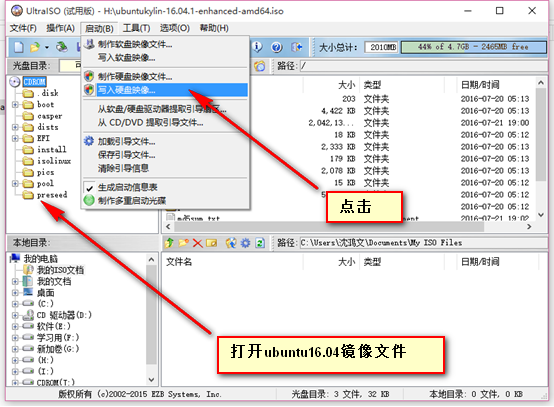 UltraISO (试用版) - H:\ubuntukylin-16.04.1-enhanced-amd64.iso
文件(F) 操作(A) 启动(B) 工具(T) 选项(O) 帮助(H)
大小总计: 2010MB 44% of 4.7GB - 2465MB free
制作软盘映像文件...
写入软盘映像...
制作硬盘映像文件...
写入硬盘映像...
从软盘/硬盘驱动器提取引导扇区...
从 CD/DVD 提取引导文件...
加载引导文件...
保存引导文件...
清除引导信息
生成启动信息表
制作多重启动光碟
光盘目录: 可
路径: /
CDROM
.disk
boot
casper
dists
EFI
install
isolinux
pics
pool
preseed
大小 类型 日期/时间
203 文件夹 2016-07-20 05:13
4,422 KB 文件夹 2016-07-20 05:13
2,042,13... 文件夹 2016-07-21 19:00
18 KB 文件夹 2016-07-20 05:12
2,333 文件夹 2016-07-20 05:13
179 文件夹 2016-07-20 05:13
2,078 文件夹 2016-07-20 05:13
15 KB 文件夹 2016-07-20 05:12
md5sum.txt
2016-07-21 19:02
点击
本地目录:
路径: C:\Users\沈鸿文\Documents\My ISO Files
我的电脑
我的ISO文档
我的文档
桌面
(C:)
CD 驱动器(D:)
软件(E:)
学习用(F:)
新加卷(G:)
(H:)
(I:)
CDROM(T:)
文件名 大小 类型 日期/时间
打开ubuntu16.04镜像文件
版权所有 (c)2002-2015 EZB Systems, Inc.
光盘目录: 3 文件, 32 KB
本地目录: 0 文件, 0 KB